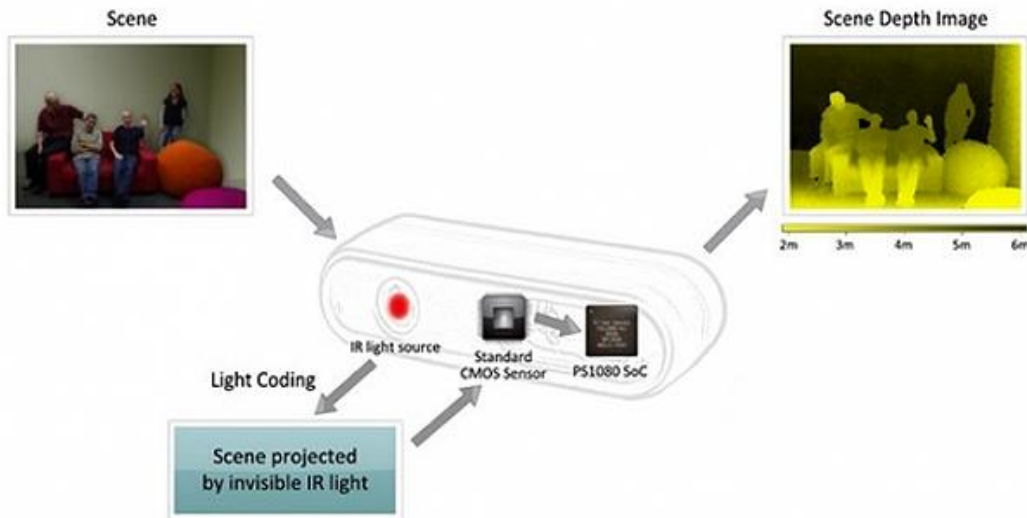 Scene
Scene Depth Image
2m 3m 4m 5m 6m
IR light source
Standard
CMOS Sensor
PS1080 SoC
Light Coding
Scene projected
by invisible IR light